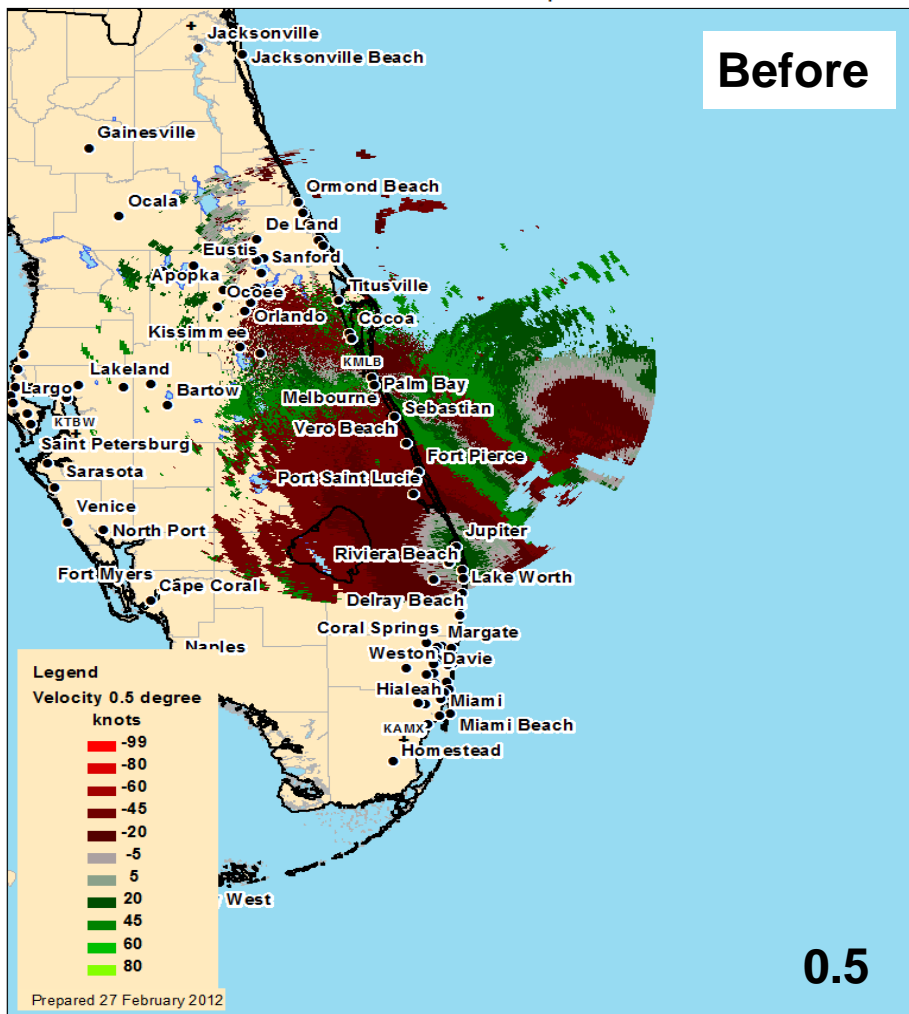 Jacksonville
Jacksonville Beach
Before
Gainesville
Ormond Beach
Ocala
De Land
Eustis
Sanford
Apopka
Titusville
Ocoee
Orlando
Cocoa
Kissimmee
KMLB
Lakeland
Largo
Bartow
Palm Bay
Melbourne
Sebastian
KTBW
Vero Beach
Saint Petersburg
Fort Pierce
Sarasota
Port Saint Lucie
Venice
North Port
Jupiter
Riviera Beach
Fort Myers
Lake Worth
Cape Coral
Delray Beach
Coral Springs
Margate
Naples
Weston
Davie
Hialeah
Miami
Miami Beach
KAMX
Homestead
Legend
Velocity 0.5 degree
knots
-99
-80
-60
-45
-20
-5
5
20
45
60
80
West
0.5
Prepared 27 February 2012